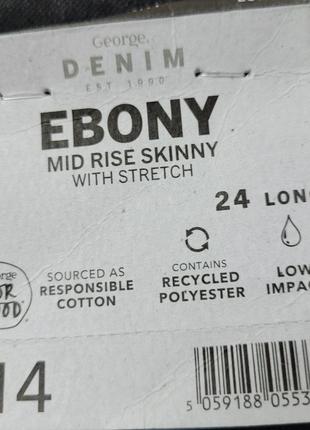 George.
DENIM
EST 1990
EBONY
MID RISE SKINNY
WITH STRETCH
24 LONG
SOURCED AS
RESPONSIBLE
COTTON
CONTAINS
RECYCLED
POLYESTER
LOW
IMPAC
14
5 059188 0553